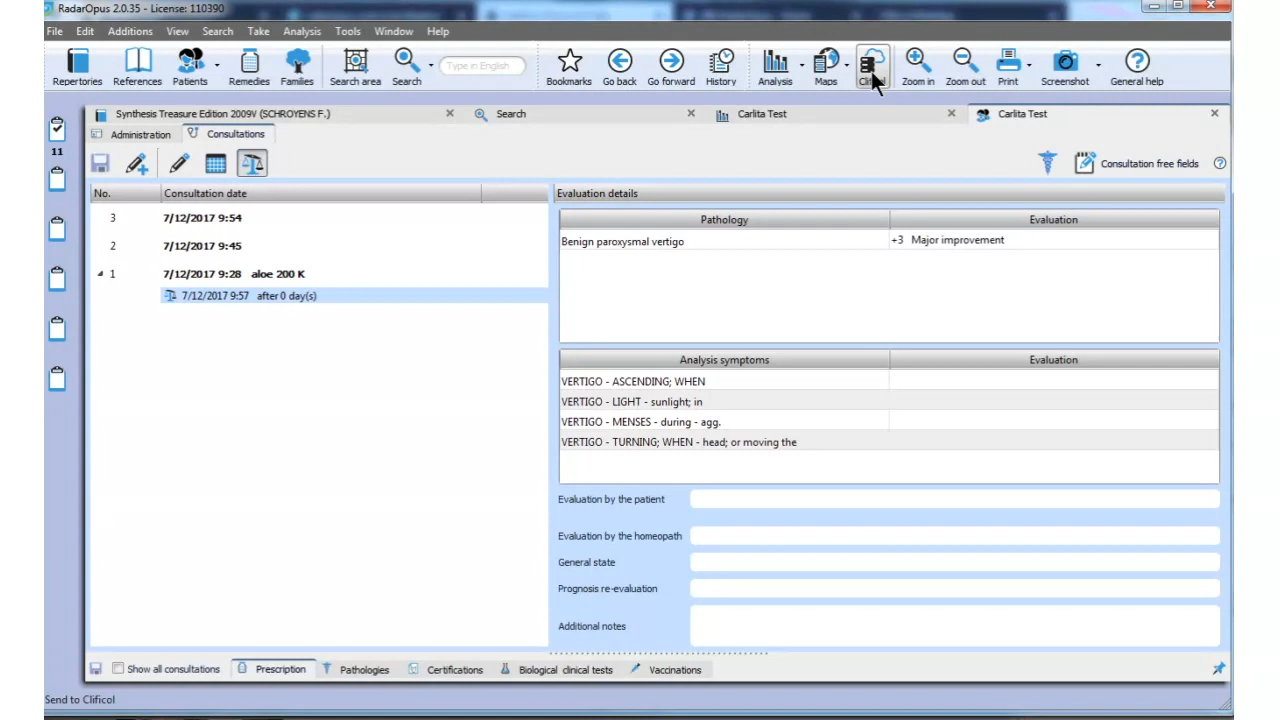 RadarOpus 2.0.35 - License: 110390
File Edit Additions View Search Take Analysis Tools Window Help
Type in English
Repertories References Patients Remedies Families Search area Search Bookmarks Go back Go forward History Analysis Maps Zoom in Zoom out Print Screenshot General help
Synthesis Treasure Edition 2009V (SCHROYENS F.) Search Carlita Test Carlita Test
Administration Consultations
11
Consultation free fields
No. Consultation date Evaluation details
3 7/12/2017 9:54
2 7/12/2017 9:45
1 7/12/2017 9:28 aloe 200 K
7/12/2017 9:57 after 0 day(s)
Pathology Evaluation
Benign paroxysmal vertigo +3 Major improvement
Analysis symptoms Evaluation
VERTIGO - ASCENDING; WHEN
VERTIGO - LIGHT - sunlight; in
VERTIGO - MENSES - during - agg.
VERTIGO - TURNING; WHEN - head; or moving the
Evaluation by the patient
Evaluation by the homeopath
General state
Prognosis re-evaluation
Additional notes
Show all consultations Prescription Pathologies Certifications Biological clinical tests Vaccinations
Send to Clificol